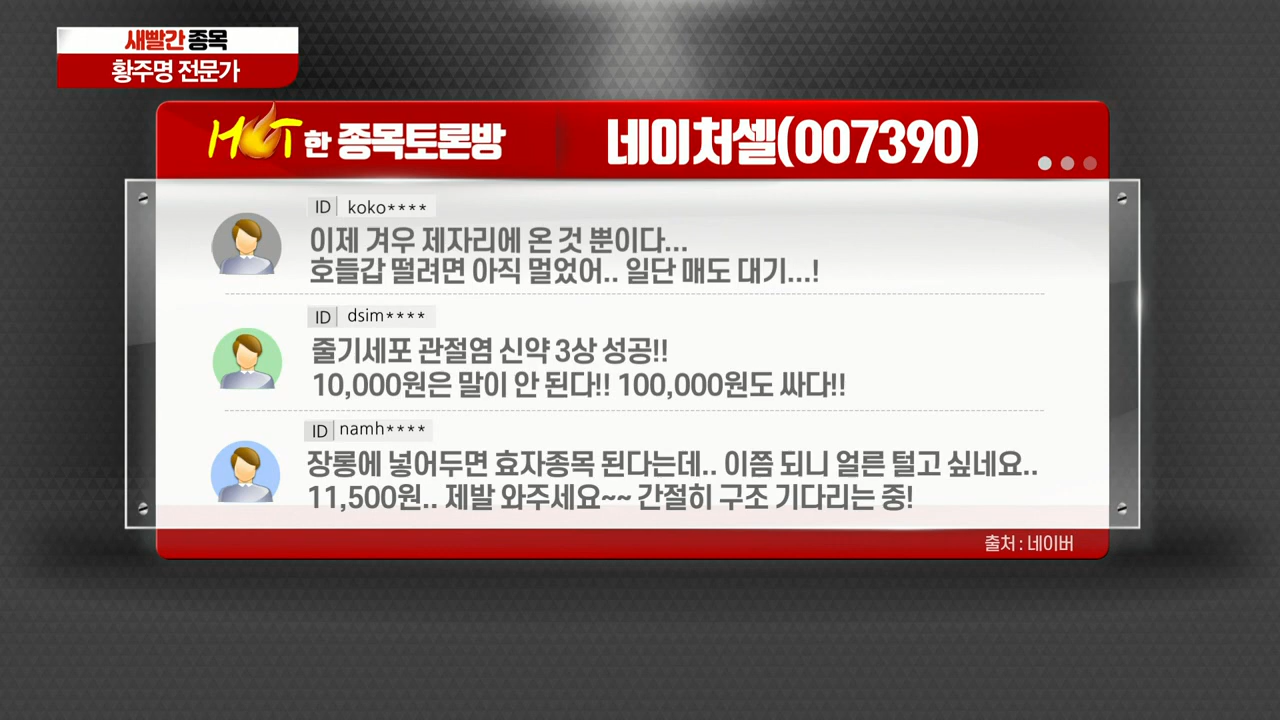 새빨간 종목
황주명 전문가
HOT한 종목토론방
네이처셀(007390)
ID koko****
이제 겨우 제자리에 온 것 뿐이다...
호들갑 떨려면 아직 멀었어.. 일단 매도 대기...!
ID dsim****
줄기세포 관절염 신약 3상 성공!!
10,000원은 말이 안 된다!! 100,000원도 싸다!!
ID namh****
장롱에 넣어두면 효자종목 된다는데.. 이쯤 되니 얼른 털고 싶네요..
11,500원.. 제발 와주세요~~ 간절히 구조 기다리는 중!
출처 : 네이버